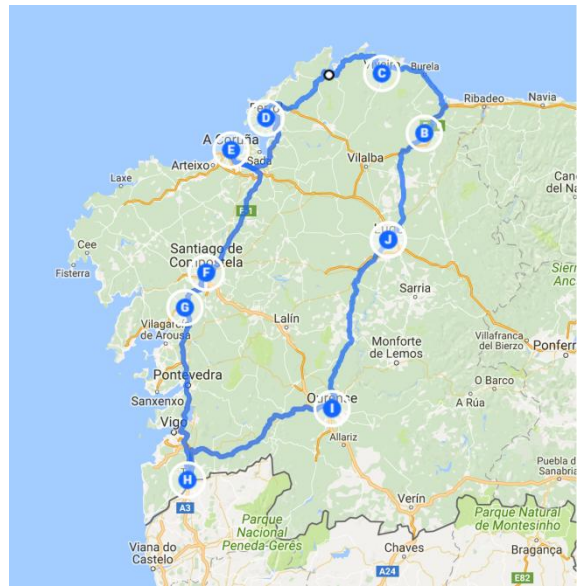 C
Burela
Ribadeo
Navia
D
B
A Coruña
E
Sada
Arteixo
Vilalba
Laxe
Lugo
J
Cee
Santiago de
Compostela
F
Fisterra
Sarria
G
Vilagarcía
de Arousa
Lalín
Villafranca
del Bierzo
Ponferr
Monforte
de Lemos
Pontevedra
O Barco
Sanxenxo
Ourense
I
A Rúa
Vigo
Allariz
H
Puebla d
Sanabria
A3
Verín
Parque
Nacional
Peneda-Gerês
Parque Natural
de Montesinho
Viana do
Castelo
Chaves
Bragança
A24
E82